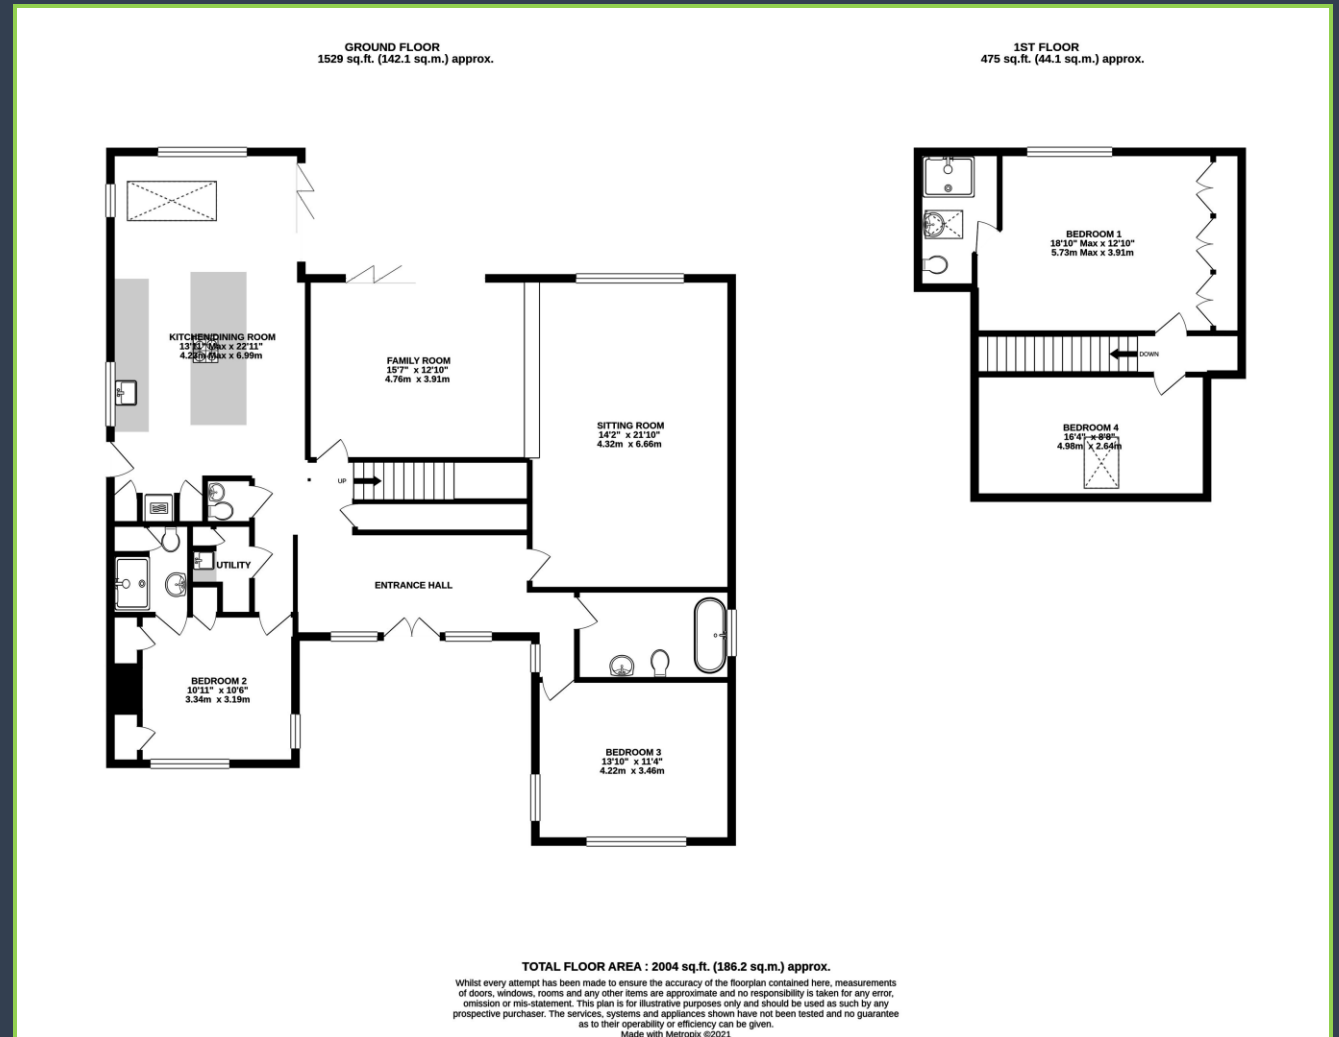 GROUND FLOOR
1529 sq.ft. (142.1 sq.m.) approx.
1ST FLOOR
475 sq.ft. (44.1 sq.m.) approx.
KITCHEN/DINING ROOM
Max x 22'11"
Max x 6.99m
FAMILY ROOM
15'7" x 12'10"
4.76m x 3.91m
SITTING ROOM
14'2" x 21'10"
4.32m x 6.66m
UP
UTILITY
ENTRANCE HALL
BEDROOM 2
10'11" x 10'6"
3.34m x 3.19m
BEDROOM 3
13'10" x 11'4"
4.22m x 3.46m
BEDROOM 1
18'10" Max x 12'10"
5.73m Max x 3.91m
DOWN
BEDROOM 4
16'4" x 8'8"
4.98m x 2.64m
TOTAL FLOOR AREA : 2004 sq.ft. (186.2 sq.m.) approx.
Whilst every attempt has been made to ensure the accuracy of the floorplan contained here, measurements
of doors, windows, rooms and any other items are approximate and no responsibility is taken for any error,
omission or mis-statement. This plan is for illustrative purposes only and should be used as such by any
prospective purchaser. The services, systems and appliances shown have not been tested and no guarantee
as to their operability or efficiency can be given.
Made with Metropix ©2021